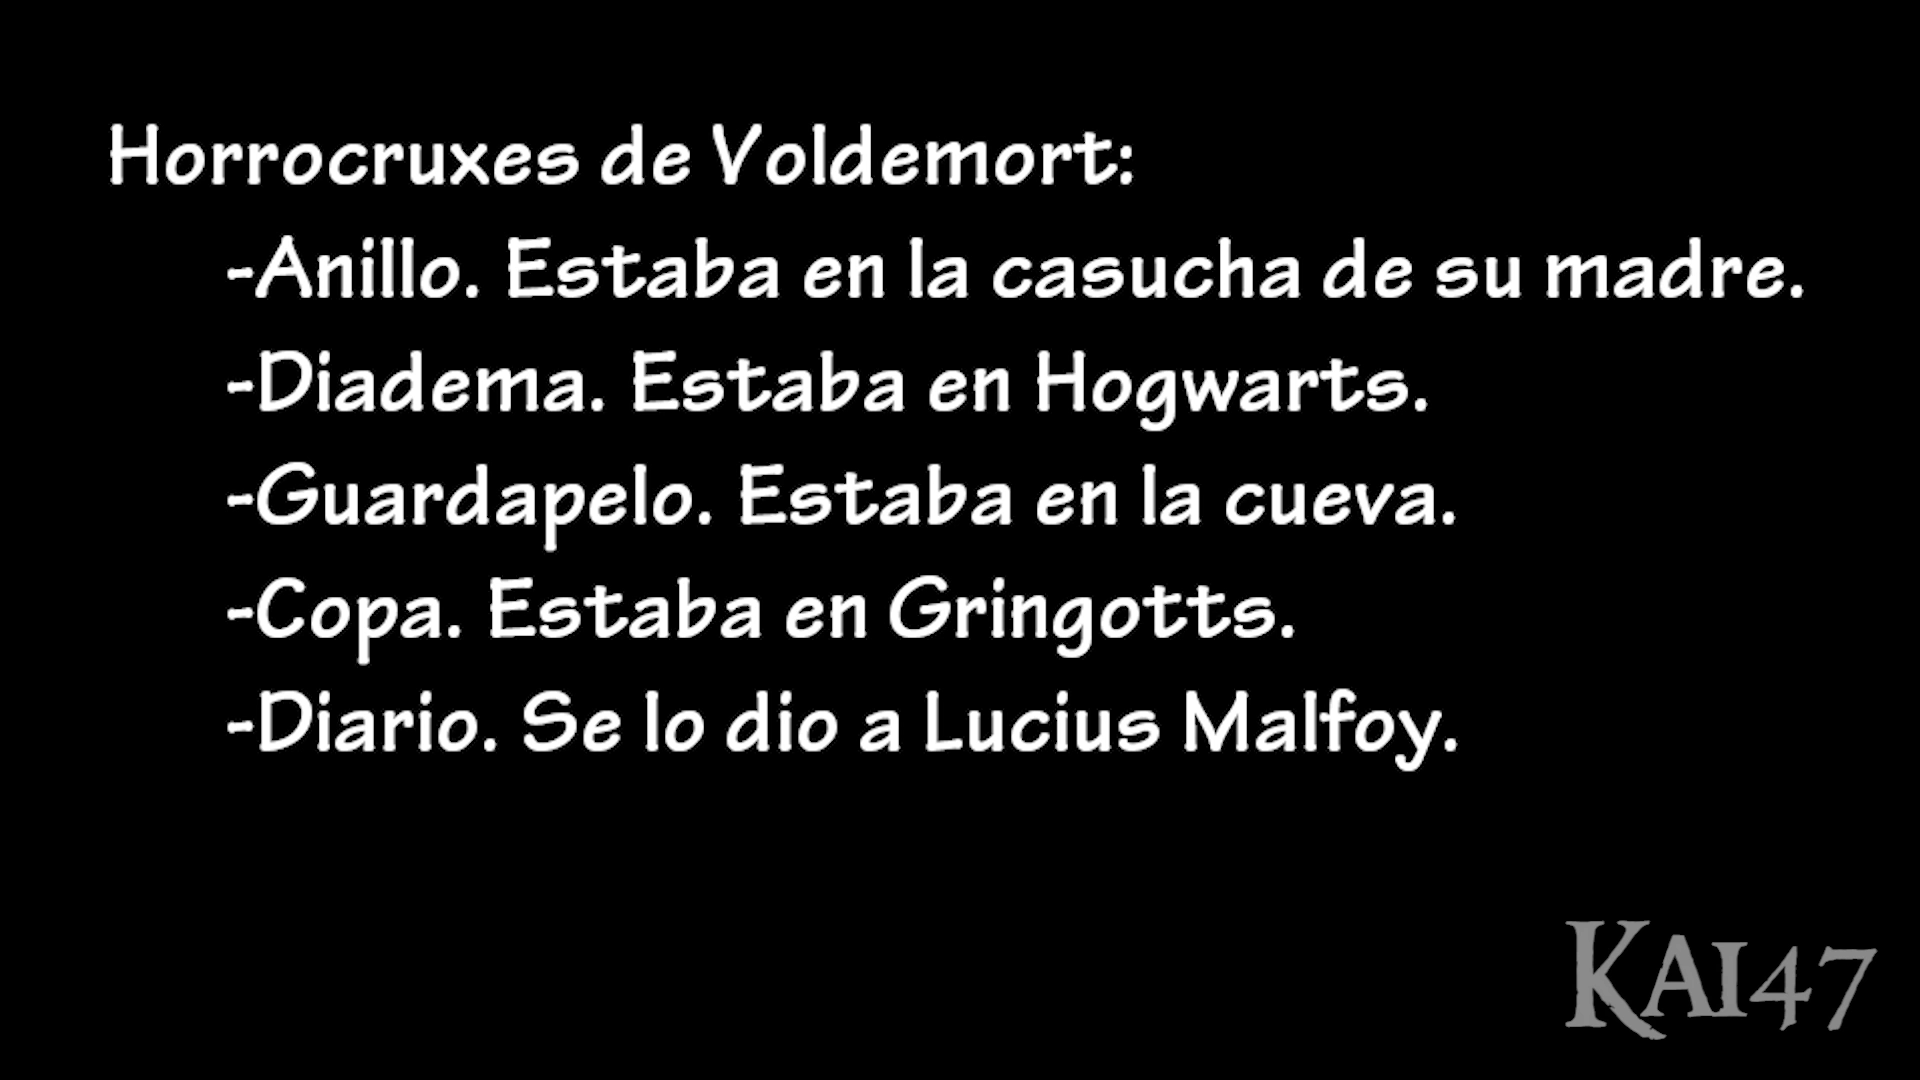 Horrocruxes de Voldemort:
-Anillo. Estaba en la casucha de su madre.
-Diadema. Estaba en Hogwarts.
-Guardapelo. Estaba en la cueva.
-Copa. Estaba en Gringotts.
-Diario. Se lo dio a Lucius Malfoy.
KAI47